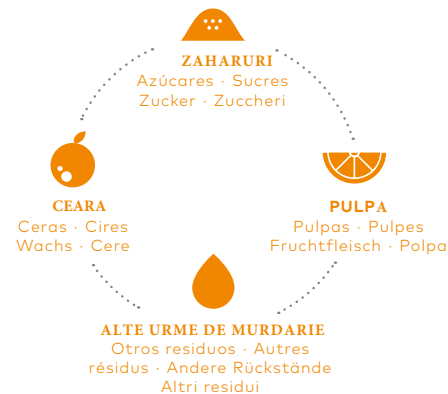 ZAHARURI
Azúcares · Sucres
Zucker · Zuccheri
CEARA
Ceras · Cires
Wachs · Cere
PULPA
Pulpas · Pulpes
Fruchtfleisch · Polpa
ALTE URME DE MURDARIE
Otros residuos · Autres
résidus · Andere Rückstände
Altri residui